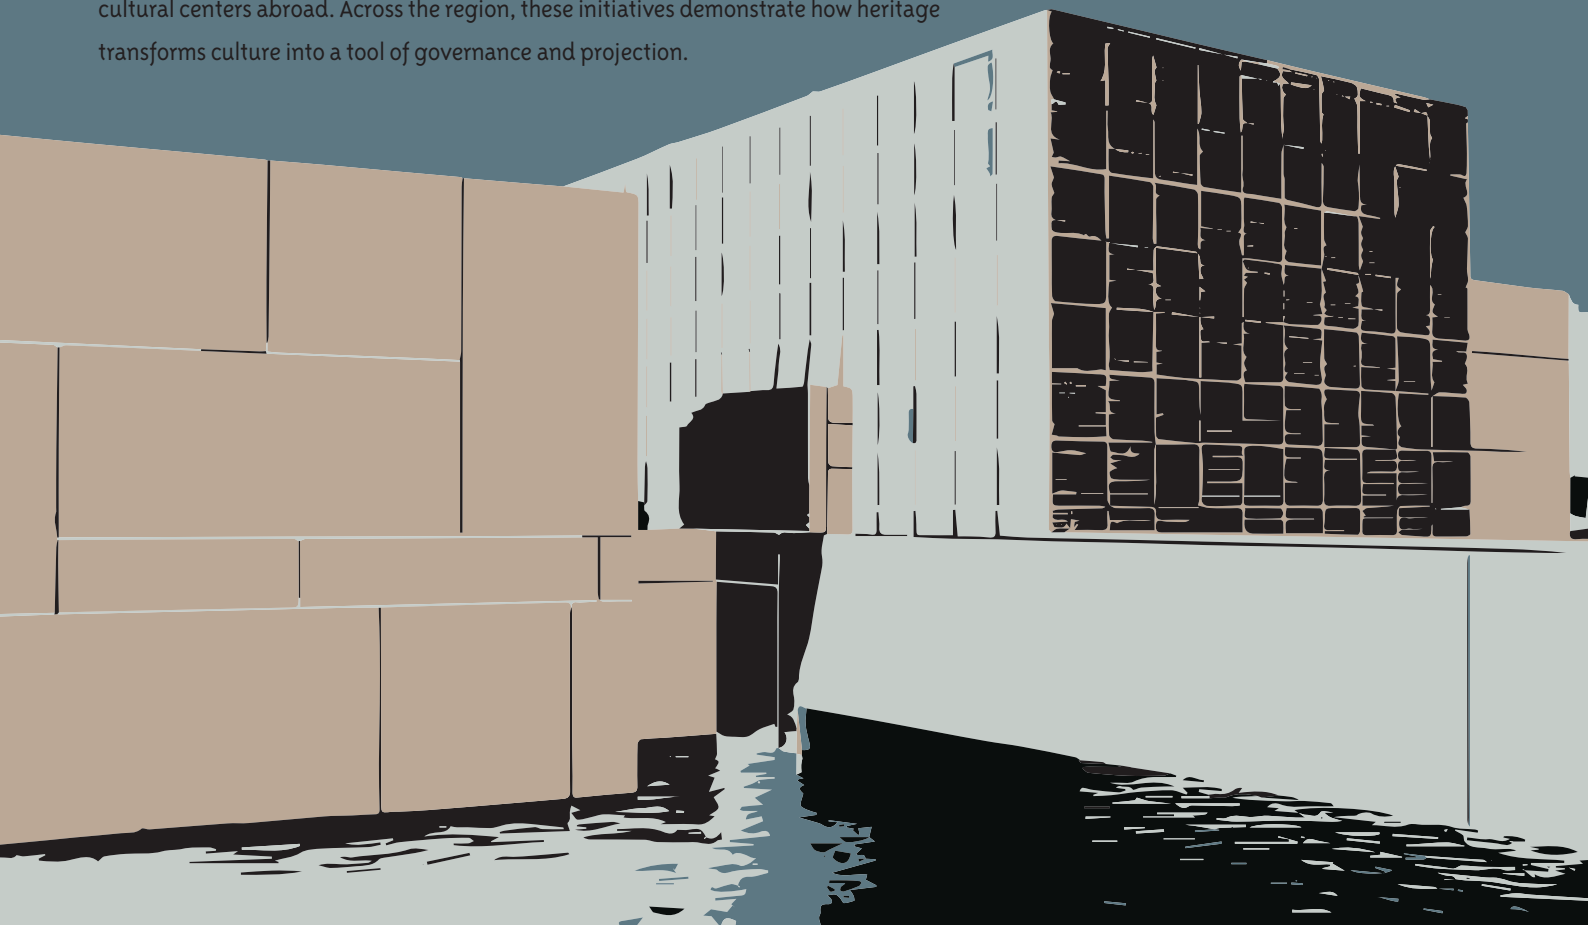 cultural centers abroad. Across the region, these initiatives demonstrate how heritage
transforms culture into a tool of governance and projection.